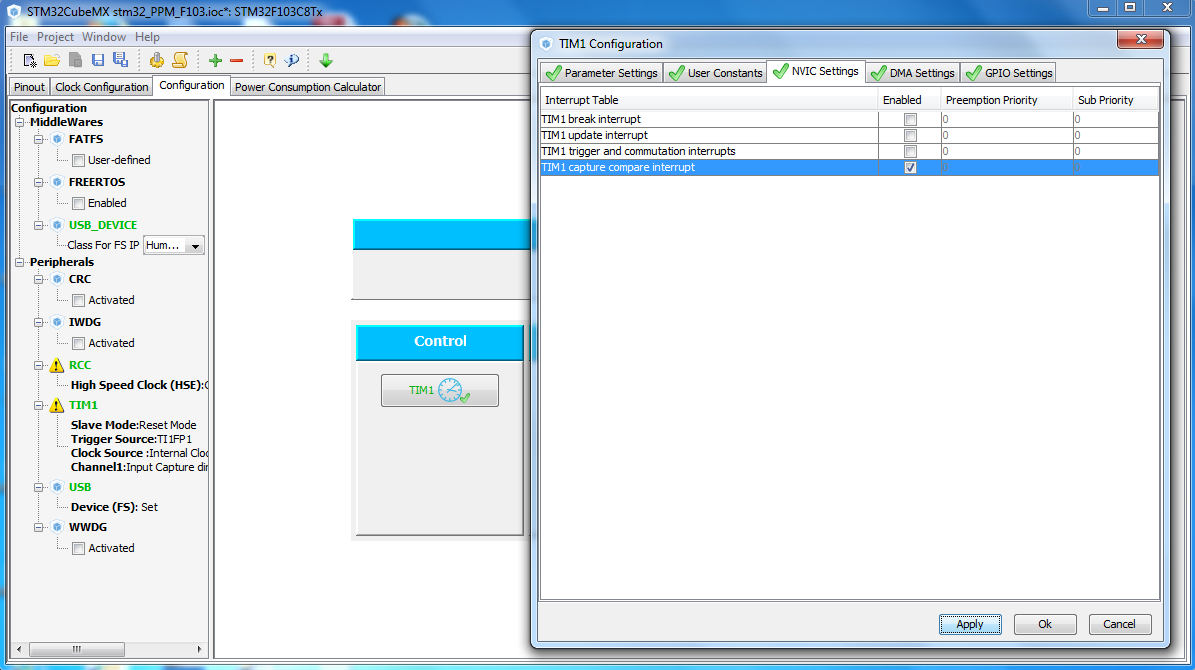 STM32CubeMX stm32_PPM_F103.ioc*: STM32F103C8Tx
File Project Window Help
Pinout Clock Configuration Configuration Power Consumption Calculator
Configuration
MiddleWares
FATFS
User-defined
FREERTOS
Enabled
USB_DEVICE
Class For FS IP Hum...
Peripherals
CRC
Activated
IWDG
Activated
RCC
High Speed Clock (HSE):
TIM1
Slave Mode:Reset Mode
Trigger Source:TI1FP1
Clock Source :Internal Cloc
Channel1:Input Capture dir
USB
Device (FS): Set
WWDG
Activated
Control
TIM1
TIM1 Configuration
Parameter Settings User Constants NVIC Settings DMA Settings GPIO Settings
Interrupt Table Enabled Preemption Priority Sub Priority
TIM1 break interrupt 0 0
TIM1 update interrupt 0 0
TIM1 trigger and commutation interrupts 0 0
TIM1 capture compare interrupt 0 0
Apply Ok Cancel